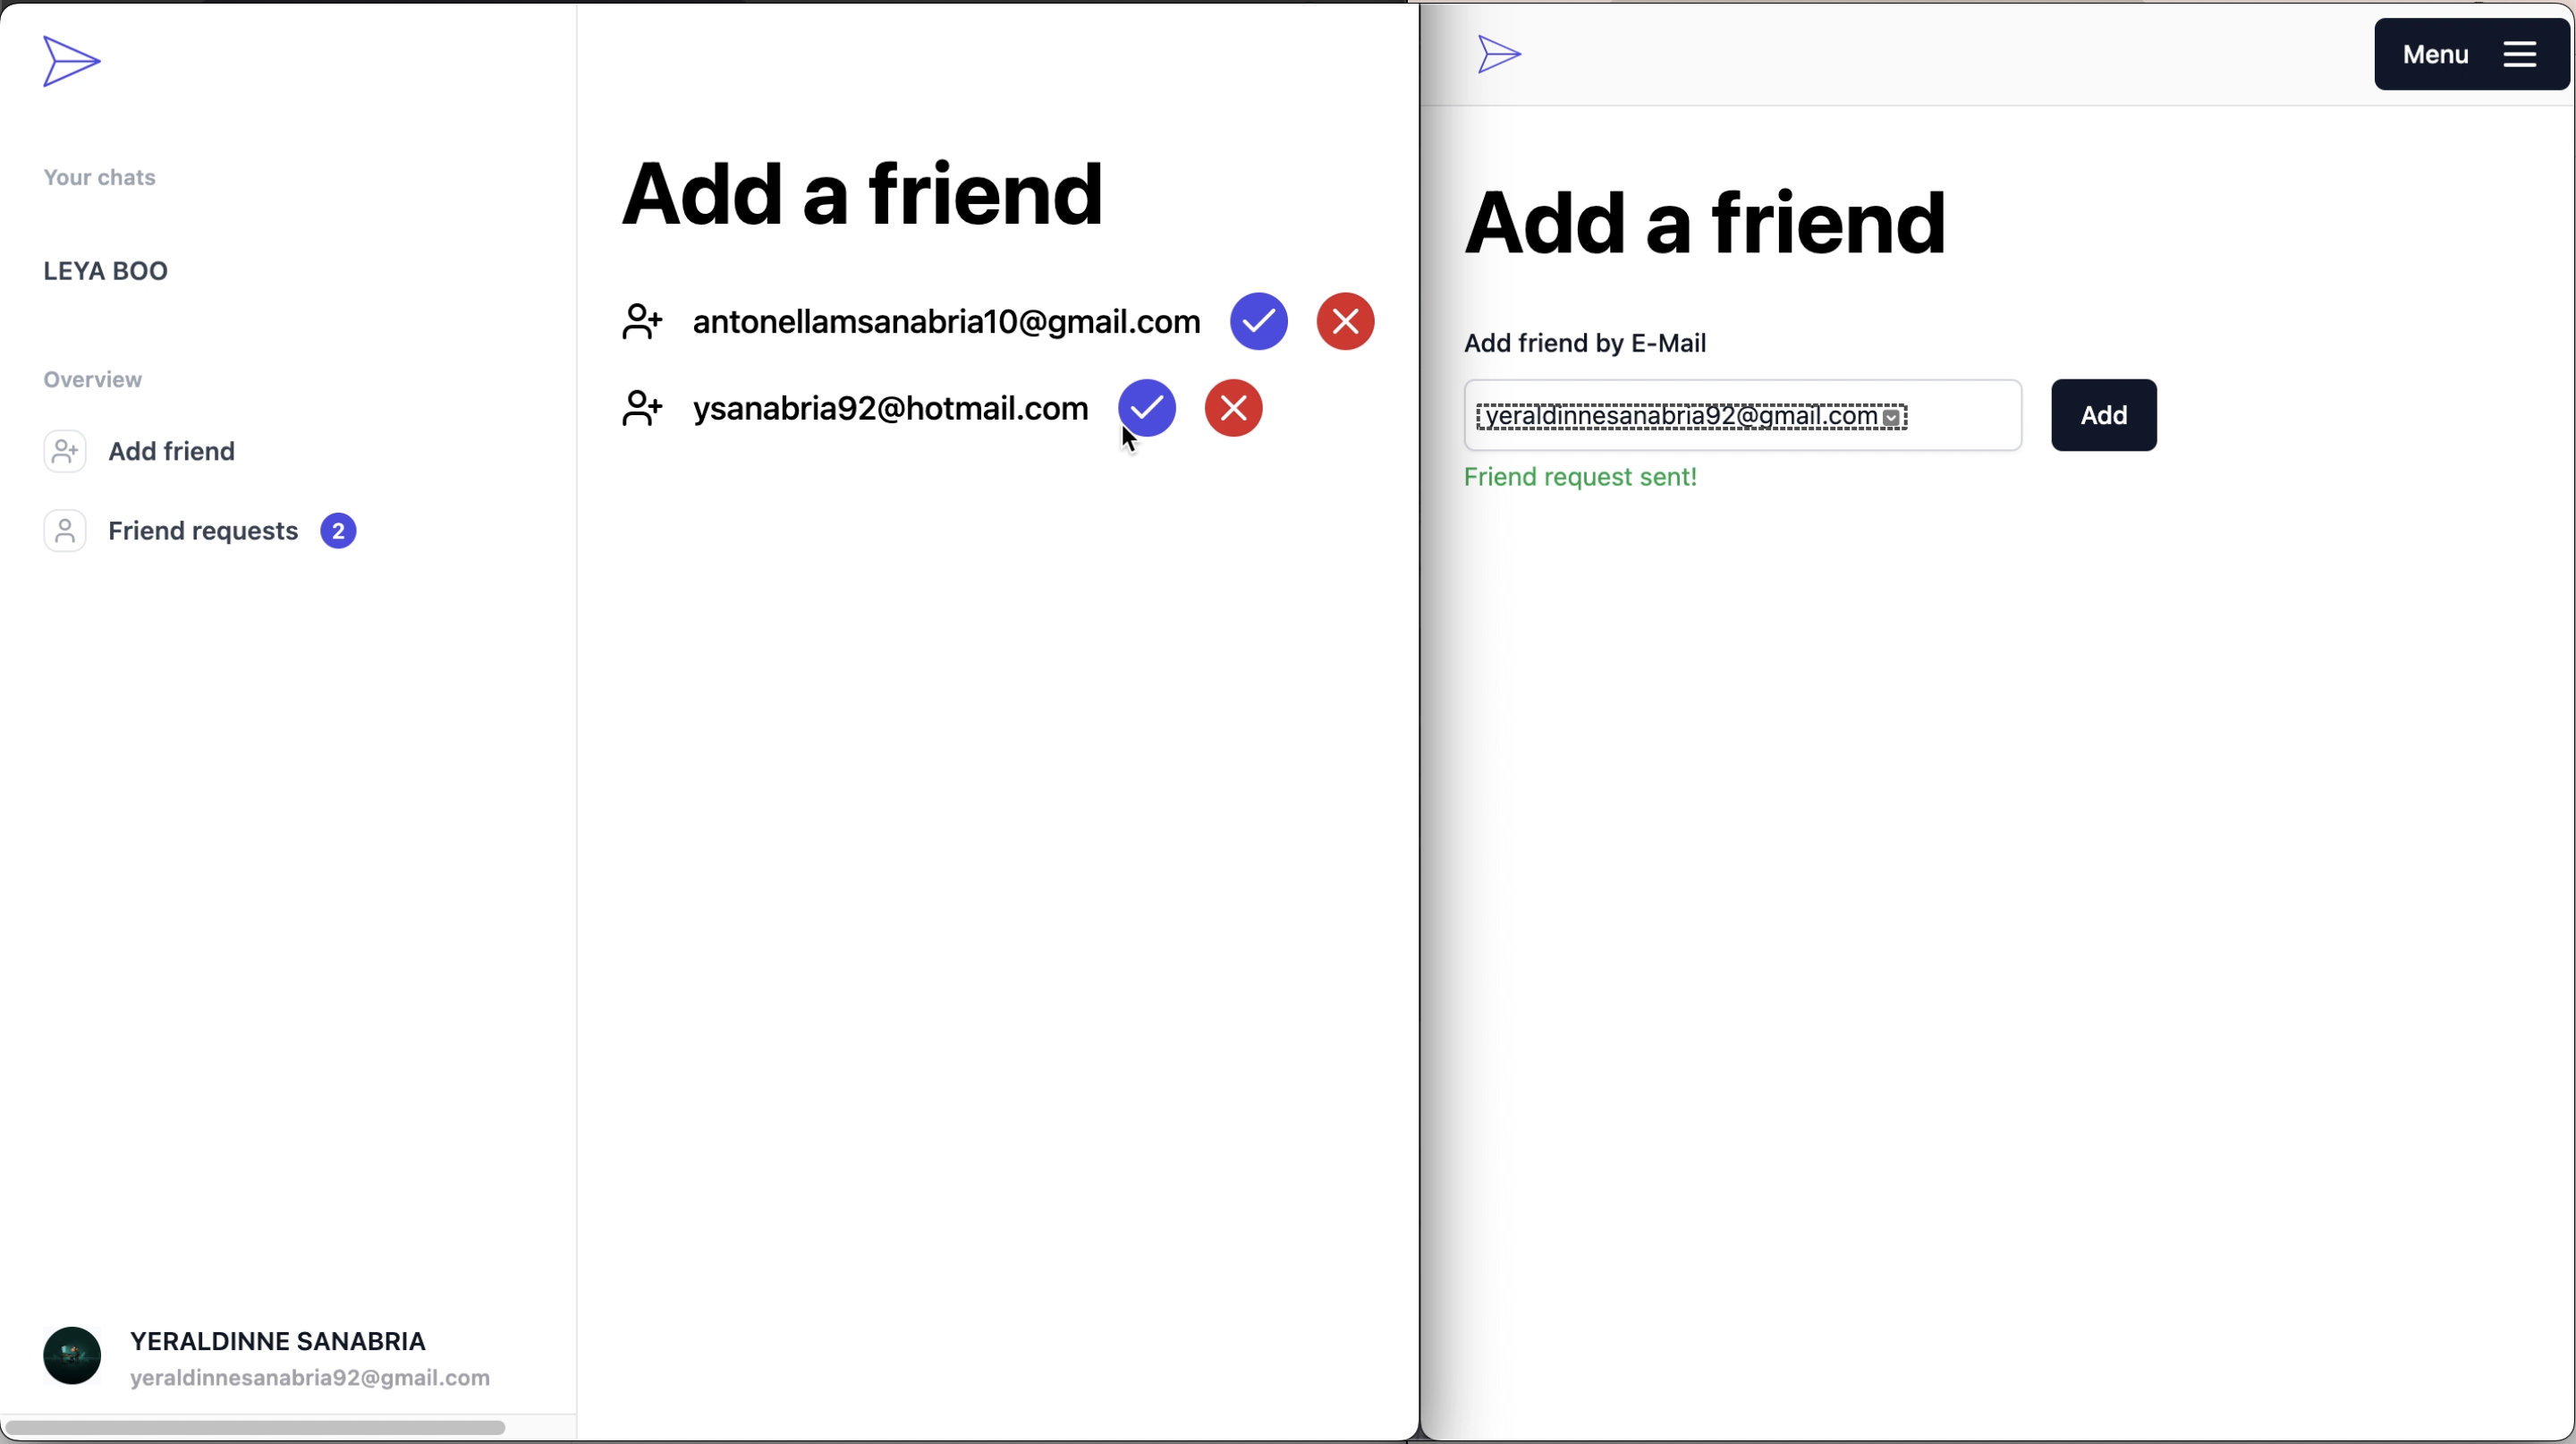 Your chats
LEYA BOO
Overview
Add friend
Friend requests 2
YERALDINNE SANABRIA
yeraldinnesanabria92@gmail.com
Add a friend
antonellamsanabria10@gmail.com
ysanabria92@hotmail.com
Menu
Add a friend
Add friend by E-Mail
yeraldinnesanabria92@gmail.com
Add
Friend request sent!